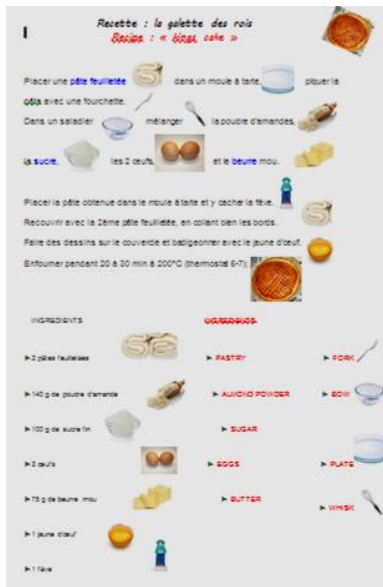 I
Recette : la galette des rois
Recipe : « kings cake »
Placer une pâte feuilletée dans un moule à tarte, piquer la
pâte avec une fourchette.
Dans un saladier mélanger la poudre d'amandes,
le sucre, les 2 œufs, et le beurre mou.
Placer la pâte obtenue dans le moule à tarte et y cacher la fève.
Recouvrir avec la 2ème pâte feuilletée, en collant bien les bords.
Faire des dessins sur le couvercle et badigeonner avec le jaune d'œuf.
Enfourner pendant 20 à 30 min à 200°C (thermostat 6-7);
INGREDIENTS
►2 pâtes feuilletées
►140 g de poudre d'amande
►100 g de sucre fin
►2 œufs
►75 g de beurre mou
►1 jaune d'œuf
►1 fève
► PASTRY
► ALMOND POWDER
► SUGAR
► EGGS
► BUTTER
► FORK
► BOW
► PLATE
► WHISK